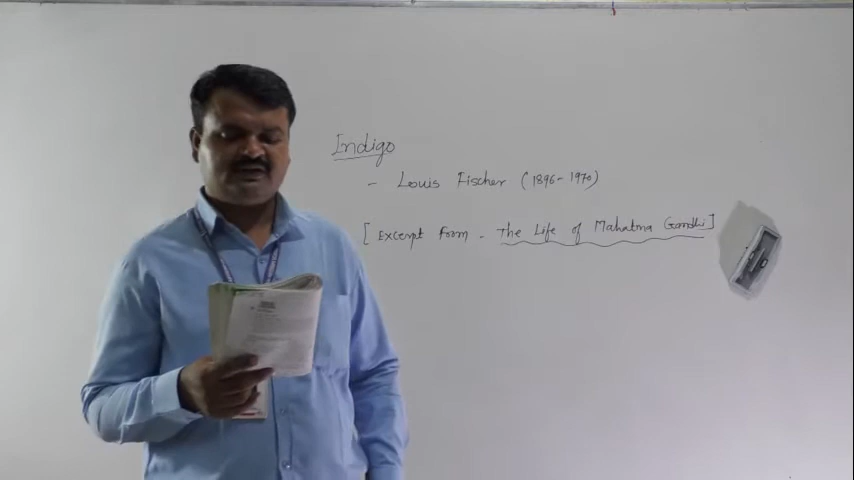 Indigo
- Louis Fischer (1896-1970)
[Excerpt form - The Life of Mahatma Gandhi]